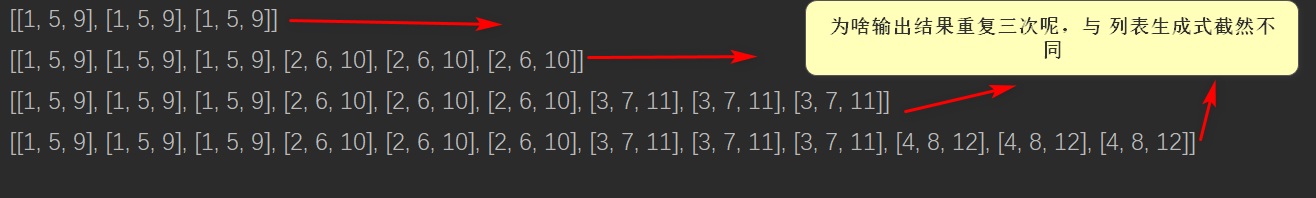 [[1, 5, 9], [1, 5, 9], [1, 5, 9]]
为啥输出结果重复三次呢，与 列表生成式截然不
同
[[1, 5, 9], [1, 5, 9], [1, 5, 9], [2, 6, 10], [2, 6, 10], [2, 6, 10]]
[[1, 5, 9], [1, 5, 9], [1, 5, 9], [2, 6, 10], [2, 6, 10], [2, 6, 10], [3, 7, 11], [3, 7, 11], [3, 7, 11]]
[[1, 5, 9], [1, 5, 9], [1, 5, 9], [2, 6, 10], [2, 6, 10], [2, 6, 10], [3, 7, 11], [3, 7, 11], [3, 7, 11], [4, 8, 12], [4, 8, 12], [4, 8, 12]]